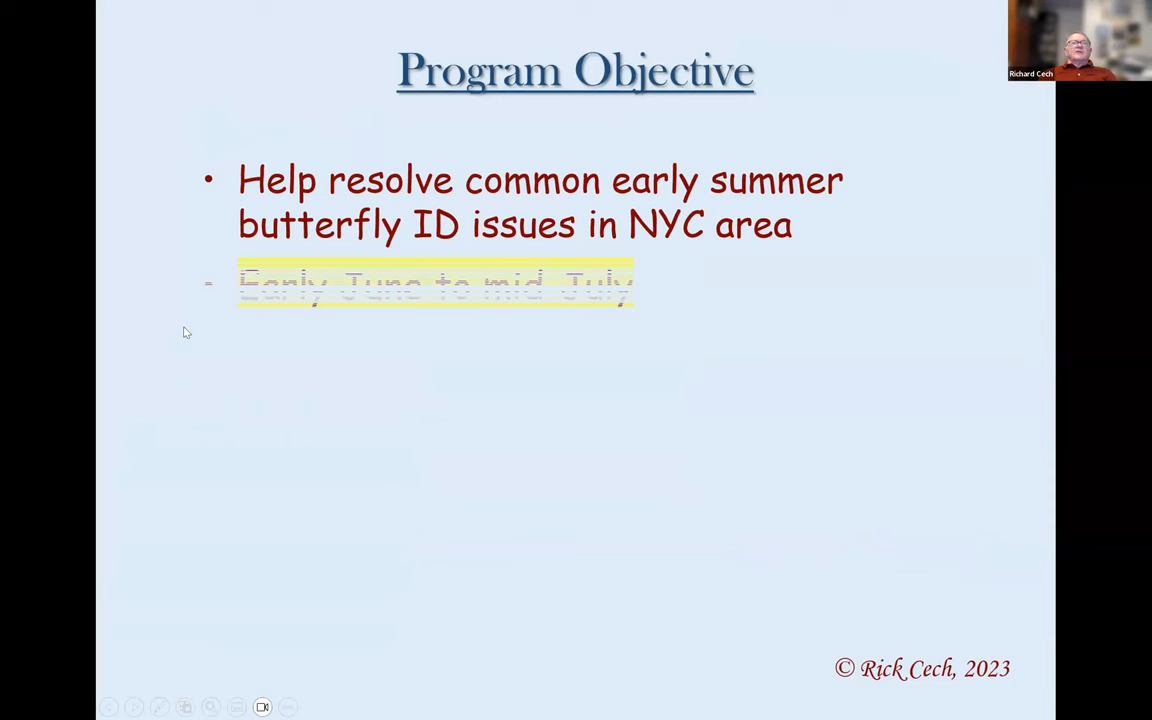 Program Objective
Richard Cech
• Help resolve common early summer
butterfly ID issues in NYC area
- Early June to mid July
© Rick Cech, 2023